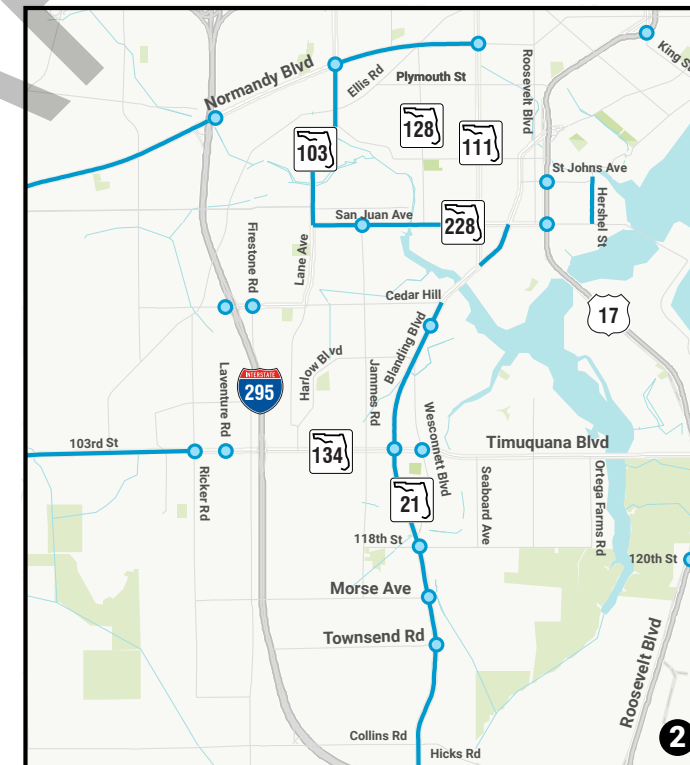 King St
Normandy Blvd
Ellis Rd
Plymouth St
Roosevelt Blvd
128
111
103
St Johns Ave
Hershel St
San Juan Ave
228
Firestone Rd
Lane Ave
Cedar Hill
17
Blanding Blvd
Harlow Blvd
Jammes Rd
INTERSTATE
295
Laventure Rd
Wesconnett Blvd
103rd St
Timuquana Blvd
134
Ricker Rd
21
Seaboard Ave
Ortega Farms Rd
118th St
120th St
Morse Ave
Townsend Rd
Roosevelt Blvd
Collins Rd
Hicks Rd
2